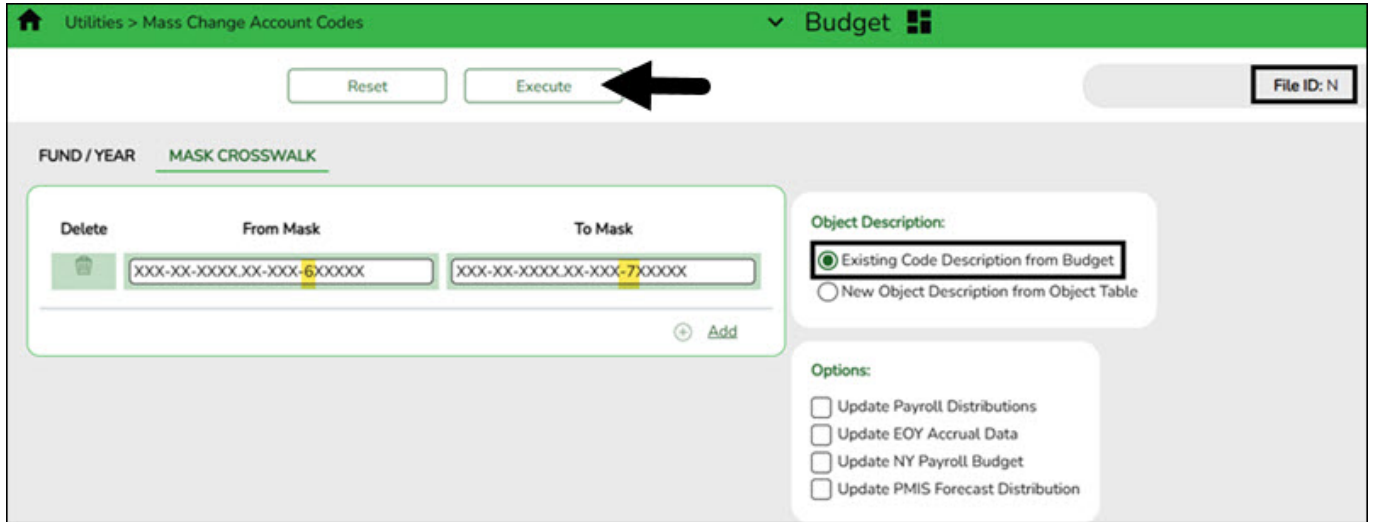 Utilities > Mass Change Account Codes
Budget
Reset
Execute
File ID: N
FUND / YEAR
MASK CROSSWALK
Delete
From Mask
To Mask
XXX-XX-XXXX.XX-XXX-6XXXXX
XXX-XX-XXXX.XX-XXX-7XXXXX
Add
Object Description:
Existing Code Description from Budget
New Object Description from Object Table
Options:
Update Payroll Distributions
Update EOY Accrual Data
Update NY Payroll Budget
Update PMIS Forecast Distribution